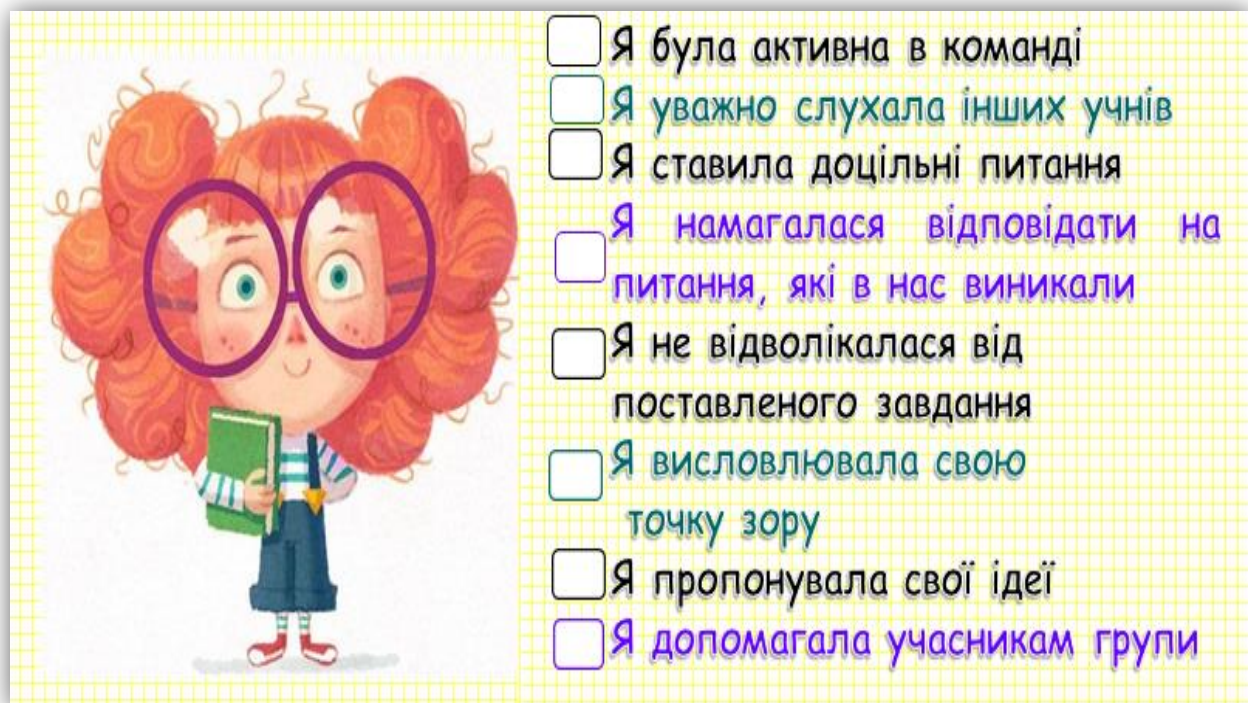 Я була активна в команді
Я уважно слухала інших учнів
Я ставила доцільні питання
Я намагалася відповідати на
питання, які в нас виникали
Я не відволікалася від
поставленого завдання
Я висловлювала свою
точку зору
Я пропонувала свої ідеї
Я допомагала учасникам групи